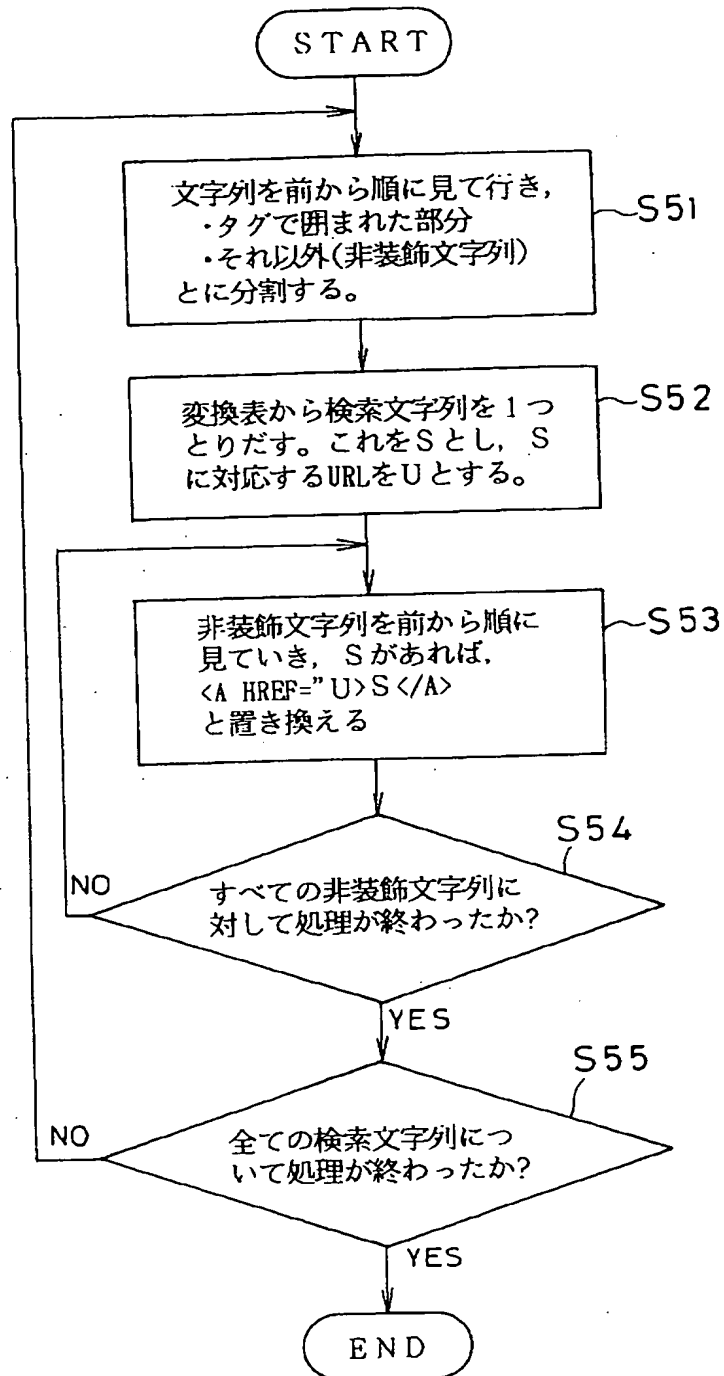 START
文字列を前から順に見て行き,
・タグで囲まれた部分
・それ以外(非装飾文字列)
とに分割する。
S51
変換表から検索文字列を1つ
とりだす。これをSとし, S
に対応するURLをUとする。
S52
非装飾文字列を前から順に
見ていき, Sがあれば,
<A HREF="U>S</A>
と置き換える
S53
S54
すべての非装飾文字列に
対して処理が終わったか?
NO
YES
S55
全ての検索文字列につ
いて処理が終わったか?
NO
YES
END